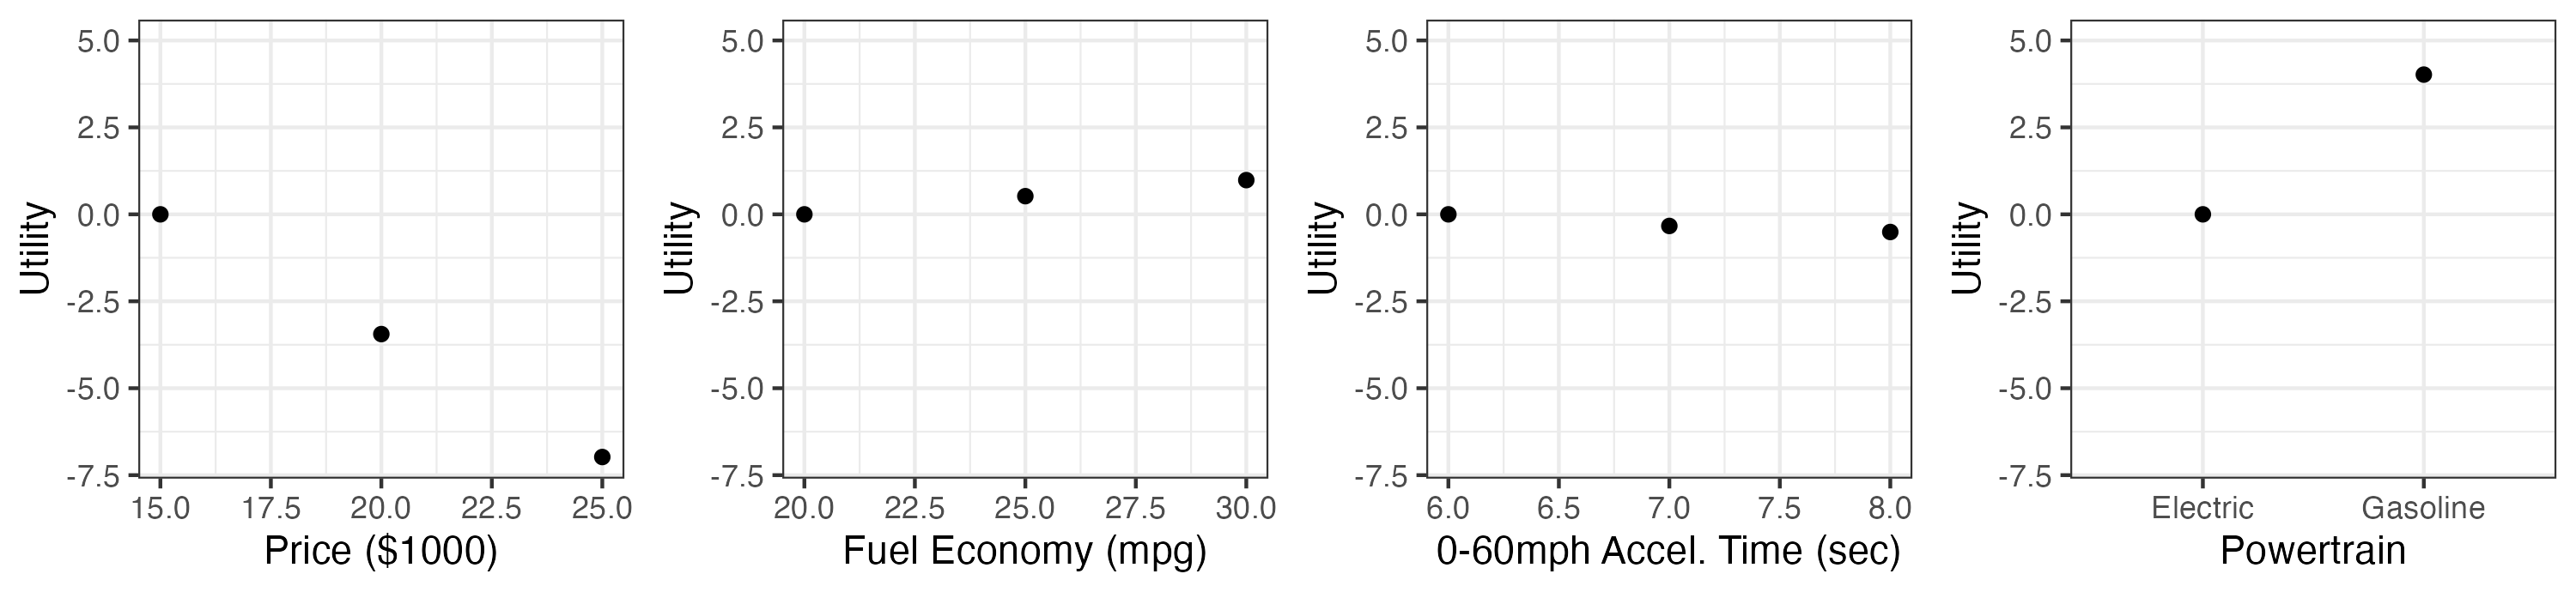 Utility
5.0
2.5
0.0
-2.5
-5.0
-7.5
15.0 17.5 20.0 22.5 25.0
Price ($1000)
Utility
5.0
2.5
0.0
-2.5
-5.0
-7.5
20.0 22.5 25.0 27.5 30.0
Fuel Economy (mpg)
Utility
5.0
2.5
0.0
-2.5
-5.0
-7.5
6.0 6.5 7.0 7.5 8.0
0-60mph Accel. Time (sec)
Utility
5.0
2.5
0.0
-2.5
-5.0
-7.5
Electric Gasoline
Powertrain